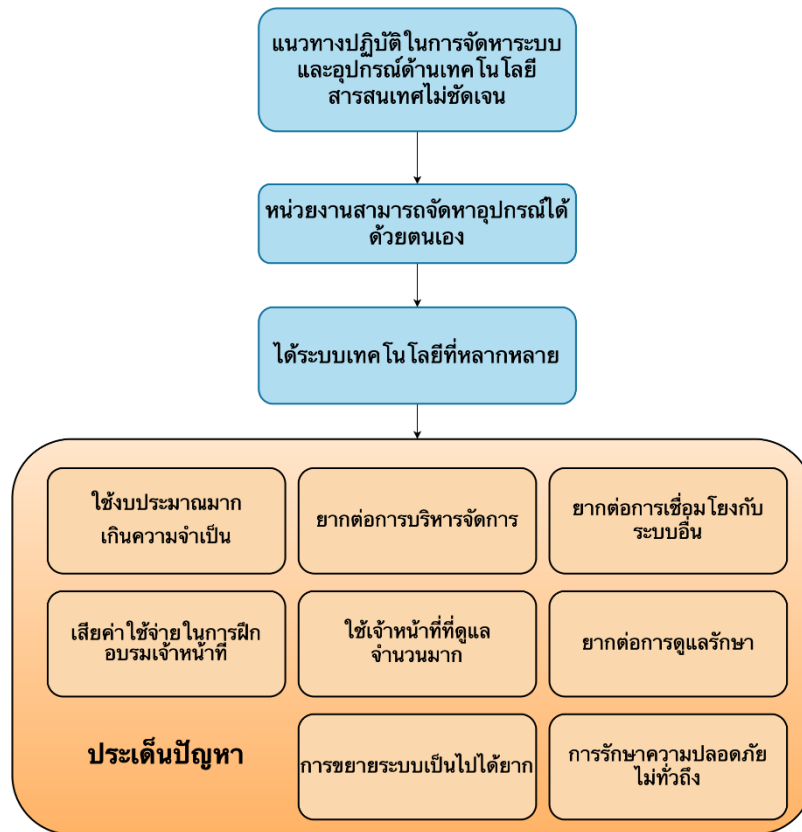 แนวทางปฏิบัติในการจัดหาระบบ
และอุปกรณ์ด้านเทคโนโลยี
สารสนเทศไม่ชัดเจน
หน่วยงานสามารถจัดหาอุปกรณ์ได้
ด้วยตนเอง
ได้ระบบเทคโนโลยีที่หลากหลาย
ใช้งบประมาณมาก
เกินความจำเป็น
ยากต่อการบริหารจัดการ
ยากต่อการเชื่อมโยงกับ
ระบบอื่น
เสียค่าใช้จ่ายในการฝึก
อบรมเจ้าหน้าที่
ใช้เจ้าหน้าที่ที่ดูแล
จำนวนมาก
ยากต่อการดูแลรักษา
ประเด็นปัญหา
การขยายระบบเป็นไปได้ยาก
การรักษาความปลอดภัย
ไม่ทั่วถึง